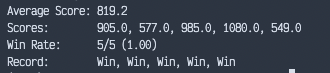 Average Score: 819.2
Scores: 905.0, 577.0, 985.0, 1080.0, 549.0
Win Rate: 5/5 (1.00)
Record: Win, Win, Win, Win, Win